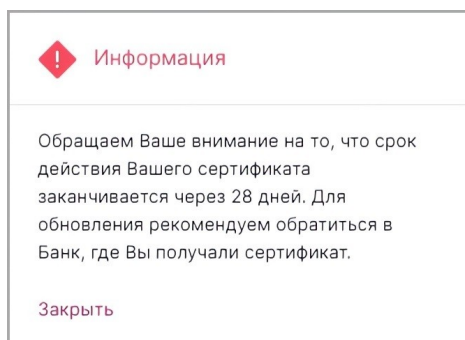 Информация
Обращаем Ваше внимание на то, что срок
действия Вашего сертификата
заканчивается через 28 дней. Для
обновления рекомендуем обратиться в
Банк, где Вы получали сертификат.
Закрыть